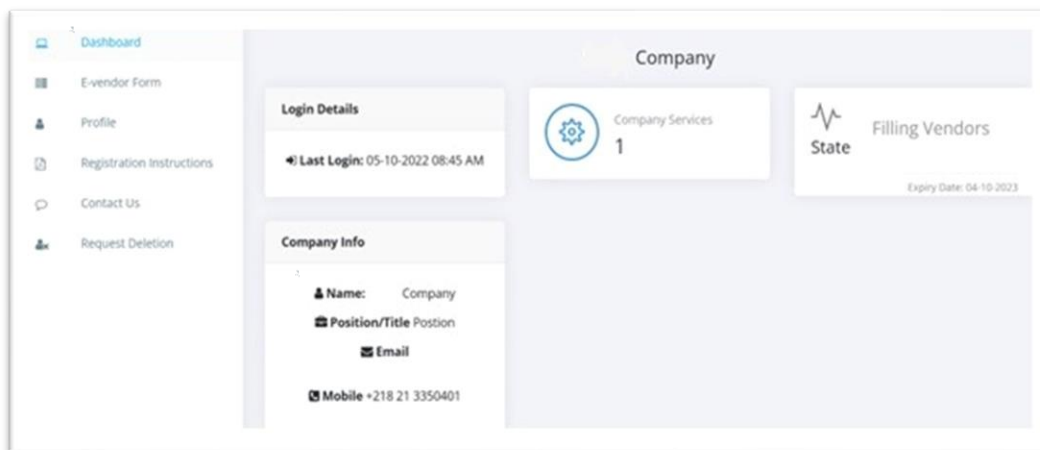 Dashboard
E-vendor Form
Profile
Registration Instructions
Contact Us
Request Deletion
Company
Login Details
Last Login: 05-10-2022 08:45 AM
Company Services
1
State
Filling Vendors
Expiry Date: 04-10-2023
Company Info
Name: Company
Position/Title Postion
Email
Mobile +218 21 3350401